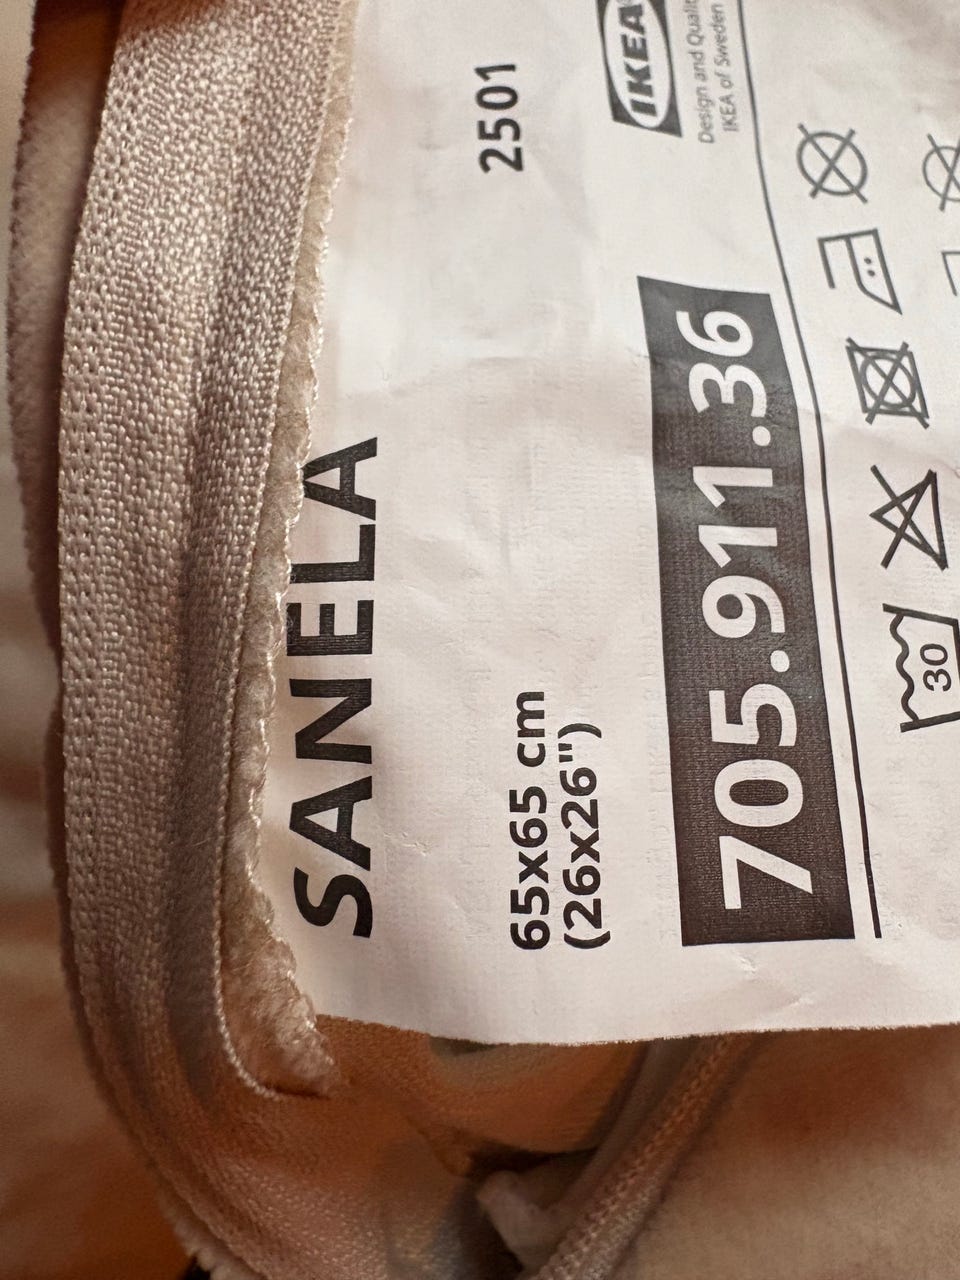 SANELA
2501
65x65 cm
(26x26")
IKEA
Design and Quality
IKEA of Sweden
705.911.36
30